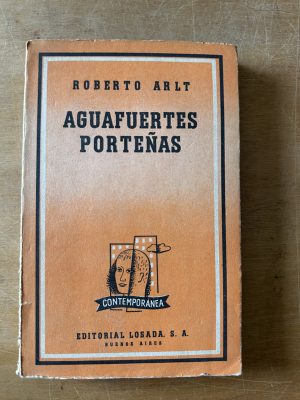 ROBERTO ARLT
AGUAFUERTES
PORTEÑAS
CONTEMPORÁNEA
EDITORIAL LOSADA, S. A.
BUENOS AIRES